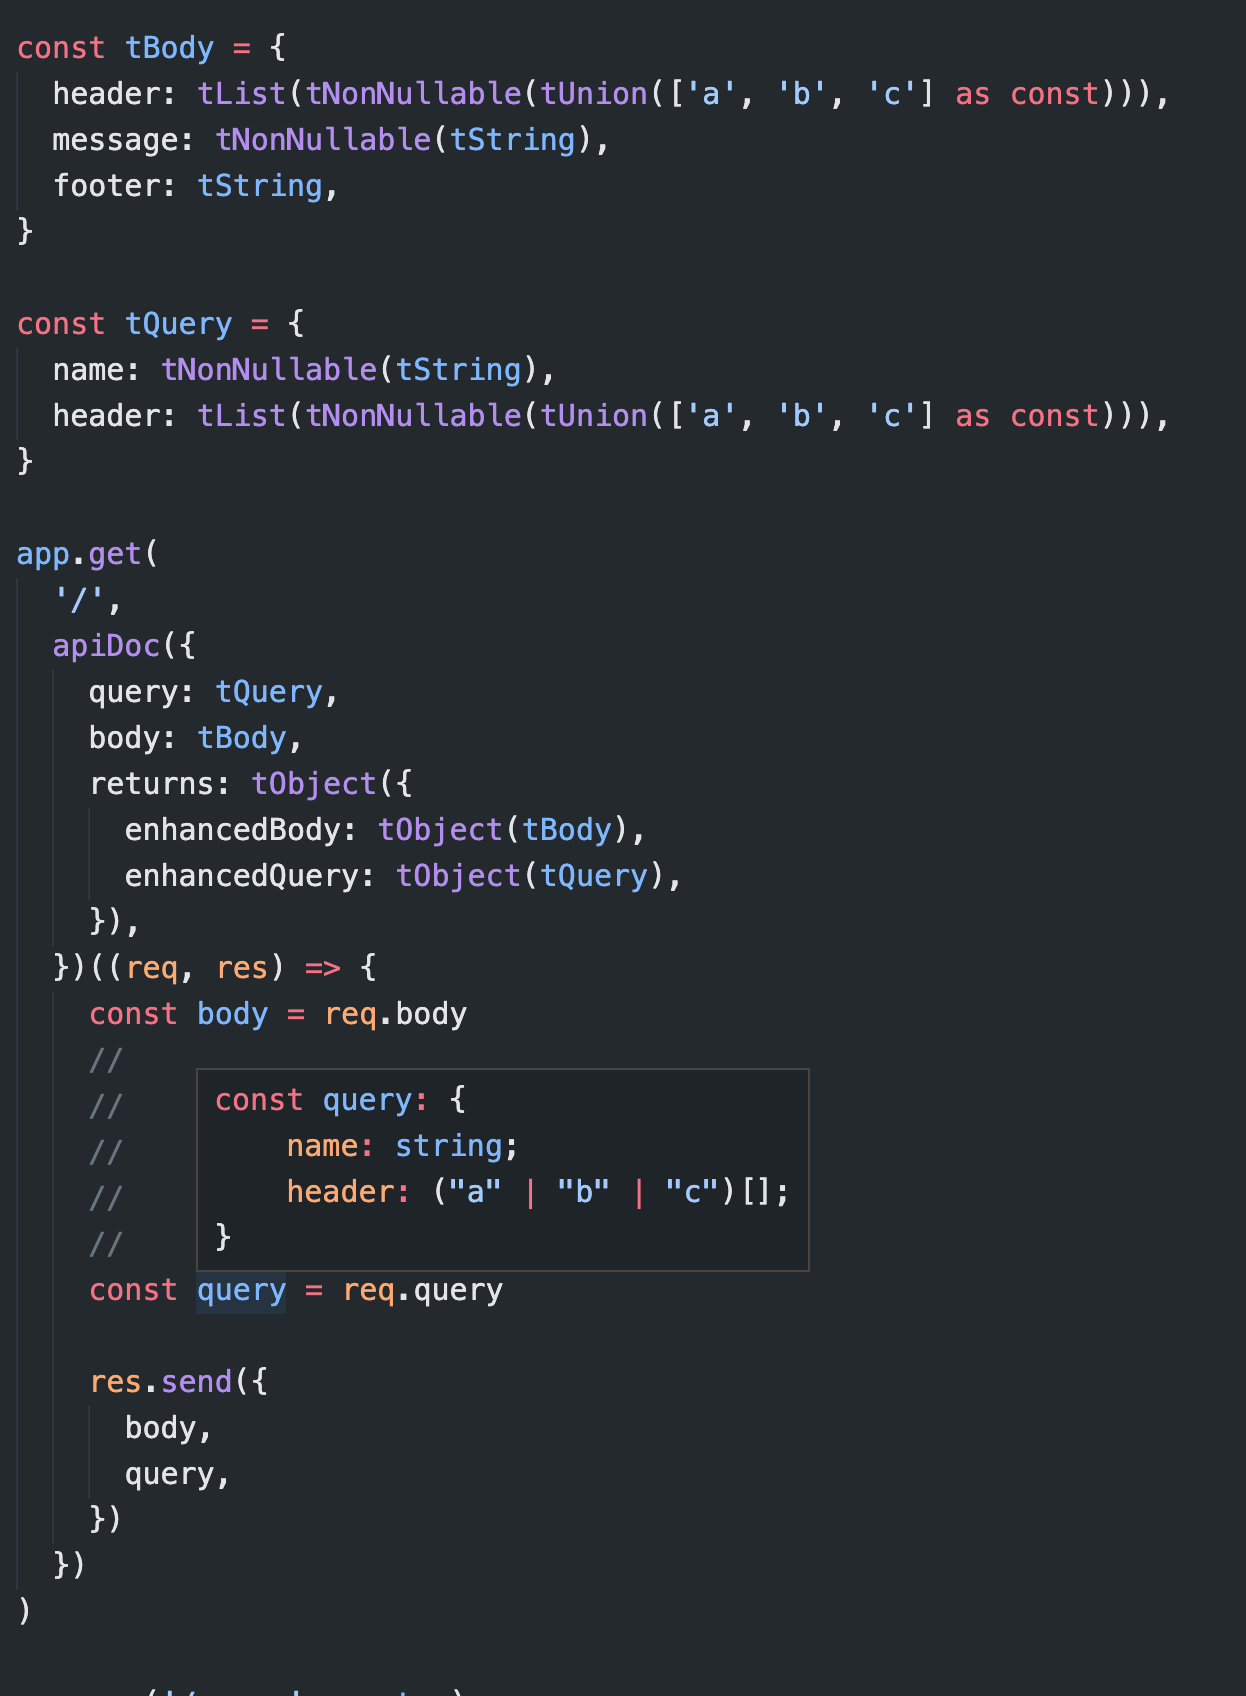 const tBody = {
  header: tList(tNonNullable(tUnion(['a', 'b', 'c'] as const))),
  message: tNonNullable(tString),
  footer: tString,
}
const tQuery = {
  name: tNonNullable(tString),
  header: tList(tNonNullable(tUnion(['a', 'b', 'c'] as const))),
}
app.get(
  '/',
  apiDoc({
    query: tQuery,
    body: tBody,
    returns: tObject({
      enhancedBody: tObject(tBody),
      enhancedQuery: tObject(tQuery),
    }),
  })((req, res) => {
    const body = req.body
    //
    //
    //
    //
    //
const query: {
    name: string;
    header: ("a" | "b" | "c")[];
}
    const query = req.query
    res.send({
      body,
      query,
    })
  })
)